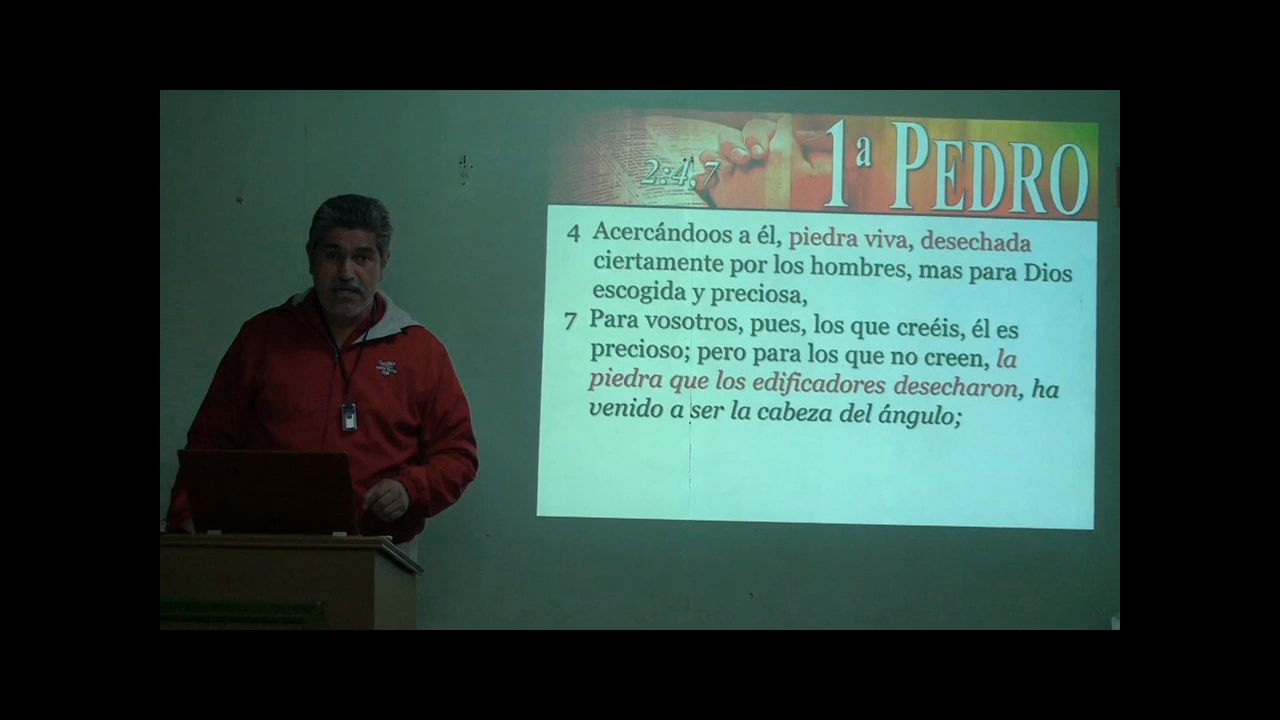 2:4,7 1ª PEDRO
4 Acercándoos a él, piedra viva, desechada
ciertamente por los hombres, mas para Dios
escogida y preciosa,
7 Para vosotros, pues, los que creéis, él es
precioso; pero para los que no creen, la
piedra que los edificadores desecharon, ha
venido a ser la cabeza del ángulo;